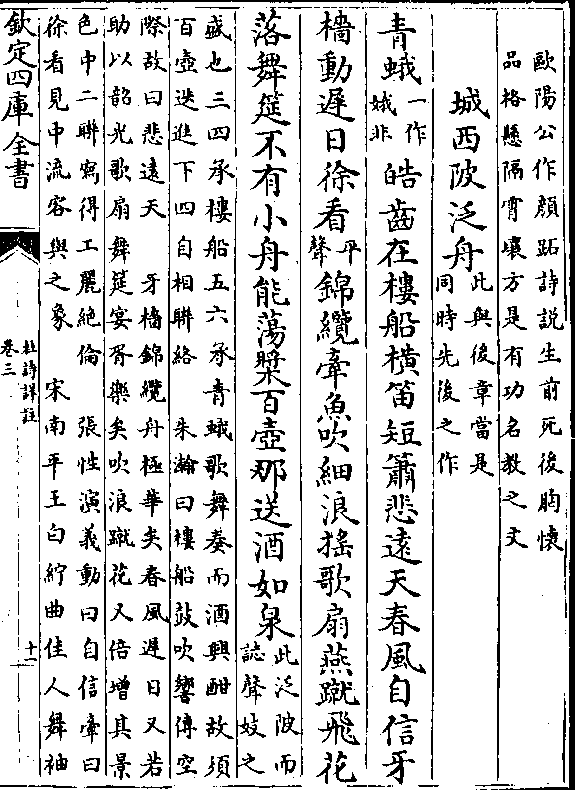 歐陽公作顔跖詩説生前死後胸懷
品格懸隔霄壤方是有功名教之文
城西陂泛舟 此與後章當是 同時先後之作
青蛾 一作 娥非 皓齒在樓船橫笛短簫悲遠天春風自信牙
檣動遲日徐看 平 聲 錦纜牽魚吹細浪搖歌扇燕蹴飛花
落舞筵不有小舟能蕩槳百壺那送酒如泉 此泛陂而 誌聲妓之
盛也三四承樓船五六承青蛾歌舞奏而酒興酣故須
百壺迭進下四自相聯絡 朱瀚曰樓船鼓吹響傳空
際故曰悲遠天 牙檣錦纜舟極華矣春風遲日又若
助以韶光歌扇舞筵宴胥樂矣吹浪蹴花又倍增其景
色中二聯寫得工麗絶倫 張性演義動曰自信牽曰
徐看見中流容與之象 宋南平王白紵曲佳人舞袖
欽定四庫全書
杜詩詳註
卷三
十二